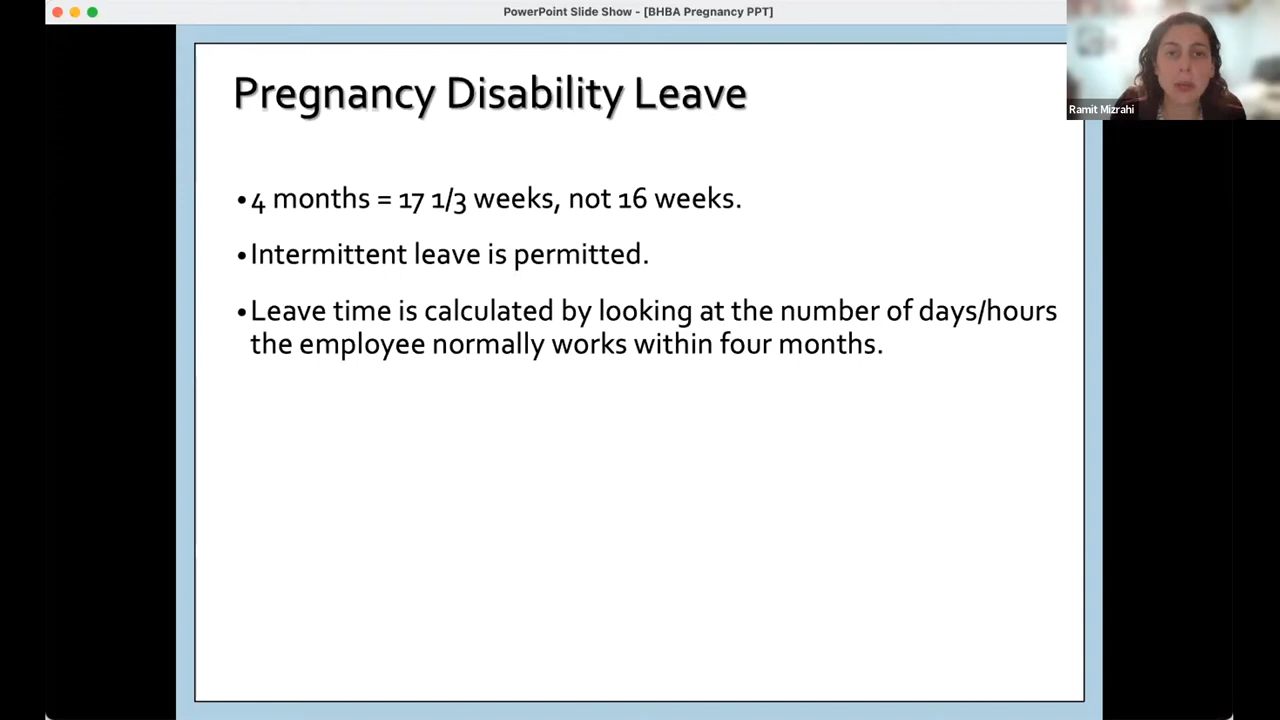 PowerPoint Slide Show - [BHBA Pregnancy PPT]
Ramit Mizrahi
Pregnancy Disability Leave
•4 months = 17 1/3 weeks, not 16 weeks.
•Intermittent leave is permitted.
•Leave time is calculated by looking at the number of days/hours
the employee normally works within four months.